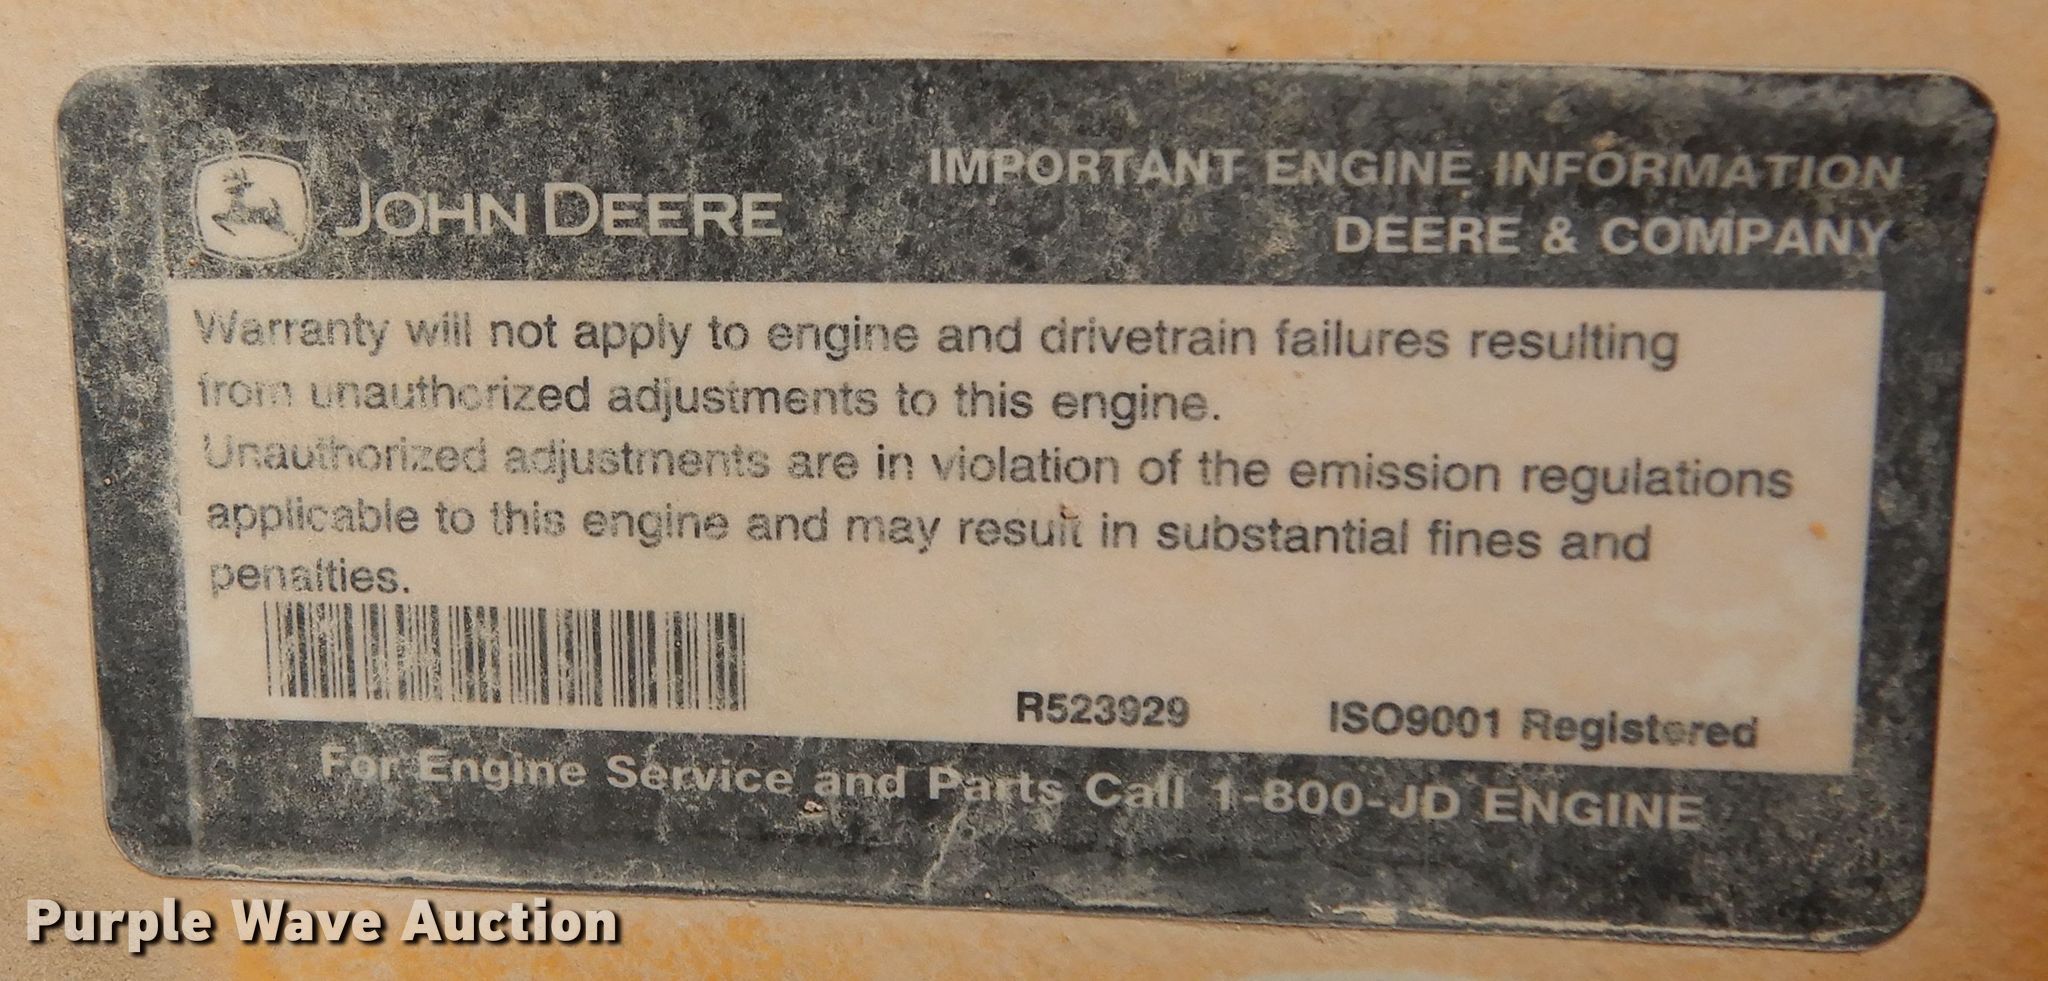 JOHN DEERE
IMPORTANT ENGINE INFORMATION
DEERE & COMPANY
Warranty will not apply to engine and drivetrain failures resulting
from unauthorized adjustments to this engine.
Unauthorized adjustments are in violation of the emission regulations
applicable to this engine and may result in substantial fines and
penalties.
R523929 ISO9001 Registered
For Engine Service and Parts Call 1-800-JD ENGINE
Purple Wave Auction